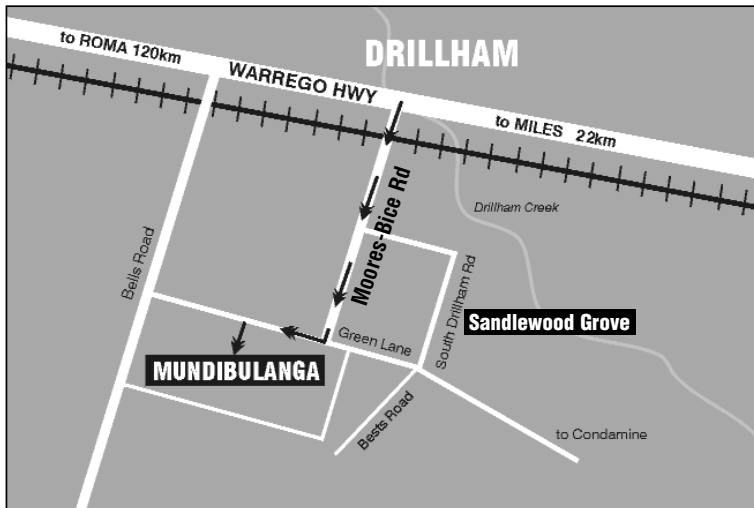 DRILLHAM
to ROMA 120km
WARREGO HWY
to MILES 22km
Moores-Bice Rd
Drillham Creek
Bells Road
South Drillham Rd
Sandlewood Grove
Green Lane
MUNDIBULANGA
Bests Road
to Condamine